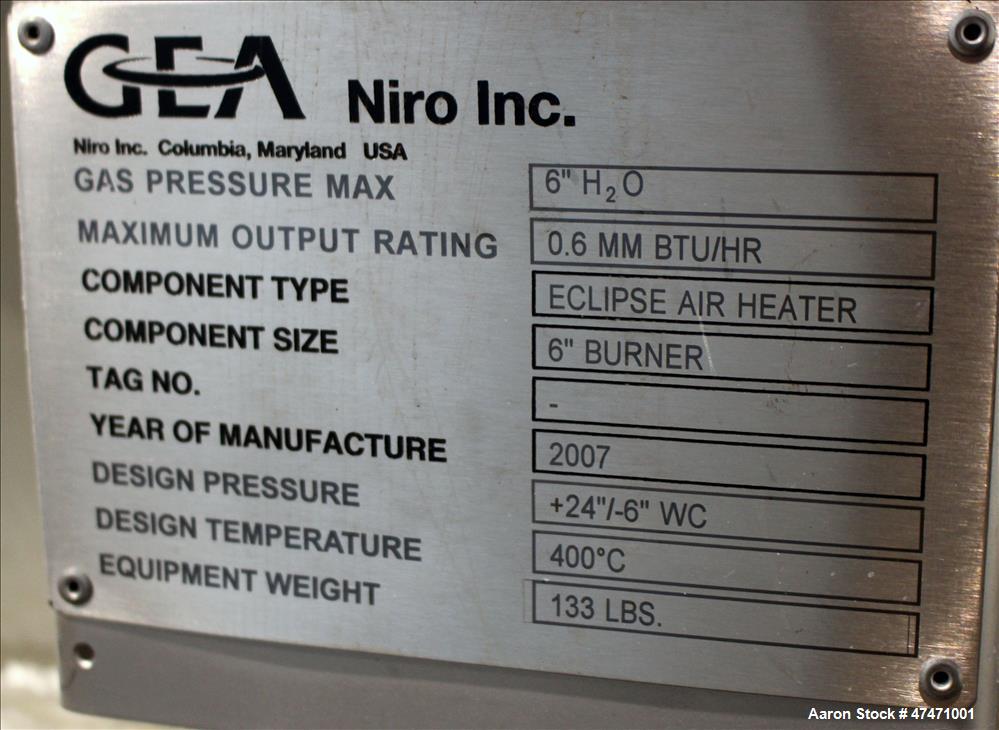 GEA Niro Inc.
Niro Inc. Columbia, Maryland USA
GAS PRESSURE MAX 6" H₂O
MAXIMUM OUTPUT RATING 0.6 MM BTU/HR
COMPONENT TYPE ECLIPSE AIR HEATER
COMPONENT SIZE 6" BURNER
TAG NO. -
YEAR OF MANUFACTURE 2007
DESIGN PRESSURE +24"/-6" WC
DESIGN TEMPERATURE 400°C
EQUIPMENT WEIGHT 133 LBS.
Aaron Stock # 47471001